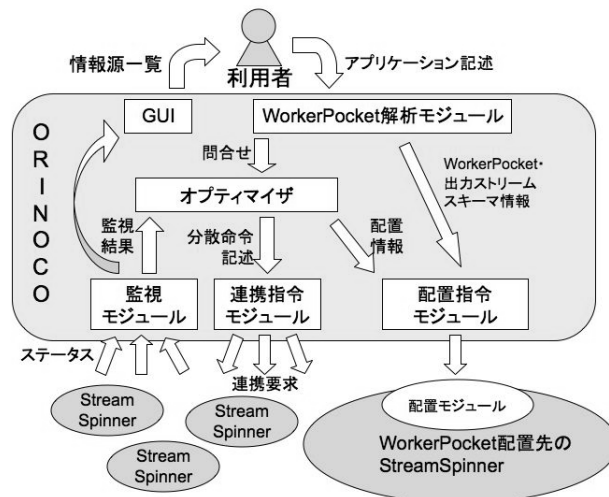 情報源一覧
利用者
アプリケーション記述
ORINOCO
GUI
WorkerPocket解析モジュール
問合せ
WorkerPocket・
出力ストリーム
スキーマ情報
オプティマイザ
監視
結果
分散命令
記述
配置
情報
監視
モジュール
連携指令
モジュール
配置指令
モジュール
ステータス
連携要求
Stream
Spinner
Stream
Spinner
Stream
Spinner
配置モジュール
WorkerPocket配置先の
StreamSpinner